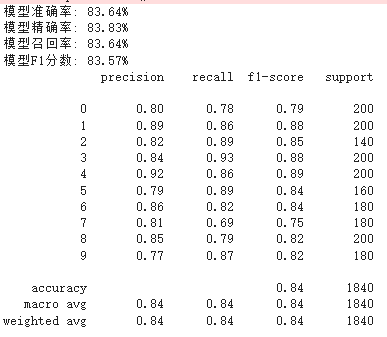 模型准确率: 83.64%
模型精确率: 83.83%
模型召回率: 83.64%
模型F1分数: 83.57%
precision recall f1-score support
0 0.80 0.78 0.79 200
1 0.89 0.86 0.88 200
2 0.82 0.89 0.85 140
3 0.84 0.93 0.88 200
4 0.92 0.86 0.89 200
5 0.79 0.89 0.84 160
6 0.86 0.82 0.84 180
7 0.81 0.69 0.75 180
8 0.85 0.79 0.82 200
9 0.77 0.87 0.82 180
accuracy 0.84 1840
macro avg 0.84 0.84 0.84 1840
weighted avg 0.84 0.84 0.84 1840